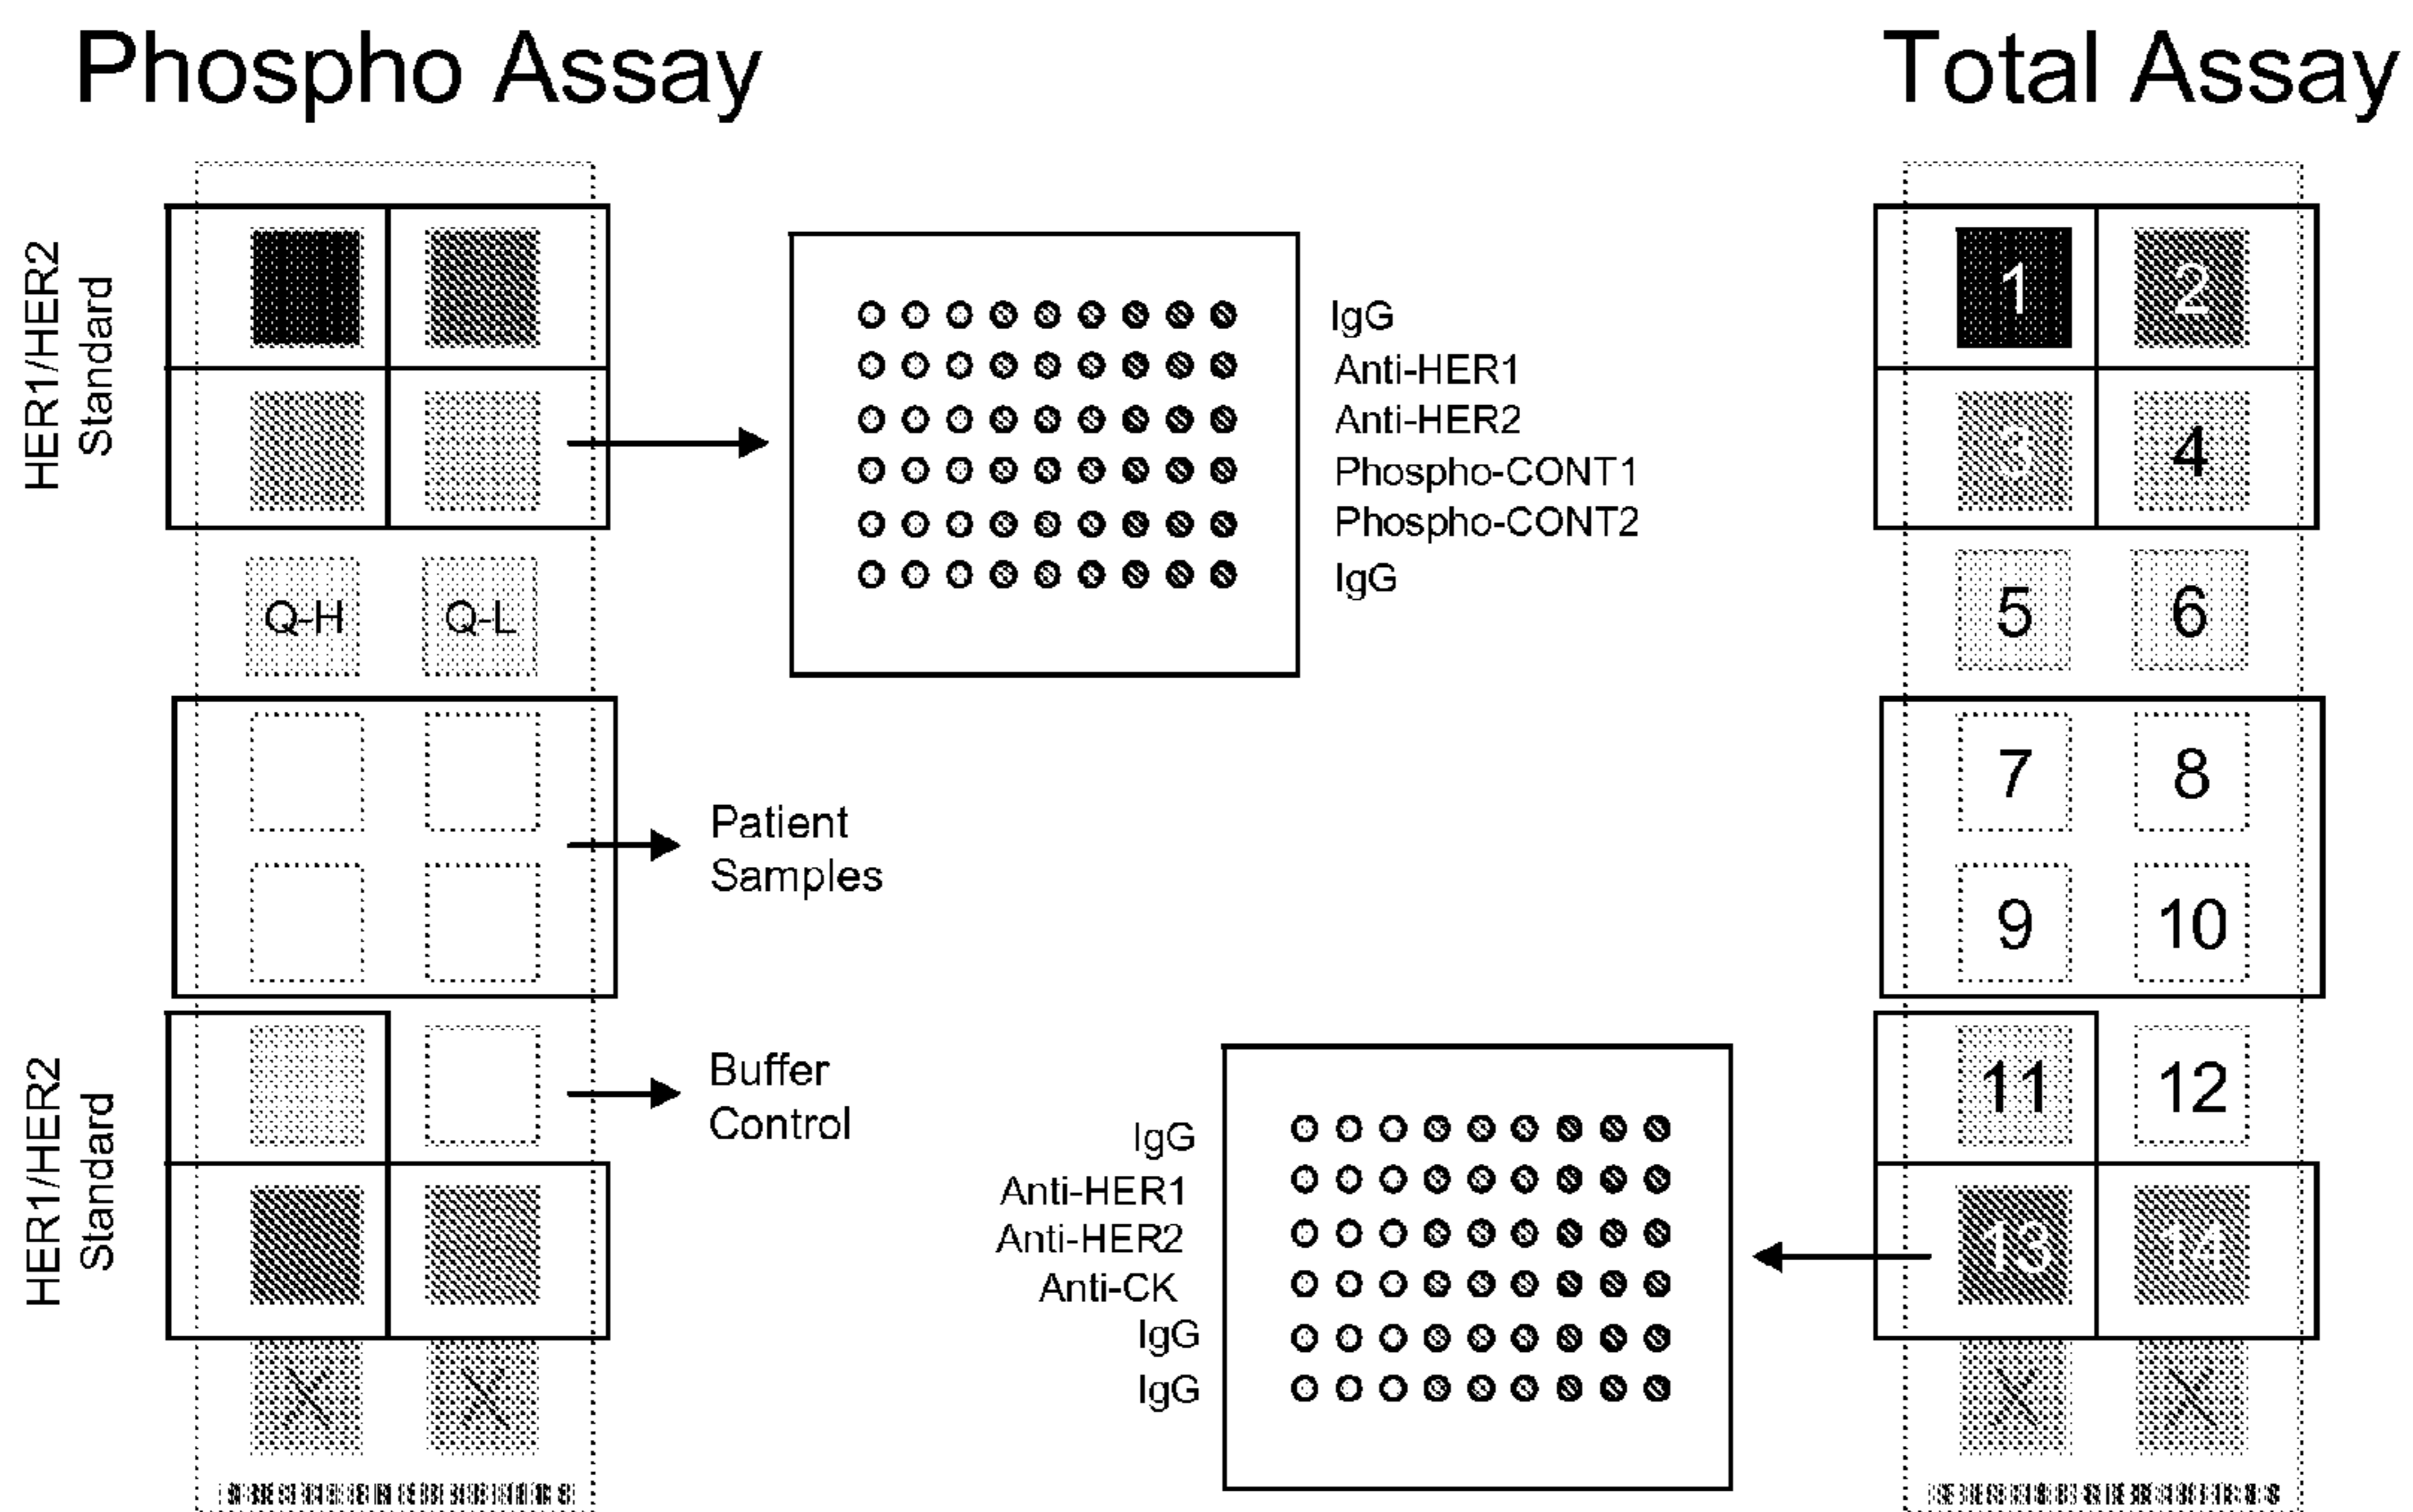 Phospho Assay
Total Assay
HER1/HER2
Standard
Q-H
Q-L
IgG
Anti-HER1
Anti-HER2
Phospho-CONT1
Phospho-CONT2
IgG
Patient
Samples
HER1/HER2
Standard
Buffer
Control
X
X
IgG
Anti-HER1
Anti-HER2
Anti-CK
IgG
IgG
1
2
3
4
5
6
7
8
9
10
11
12
13
14
X
X